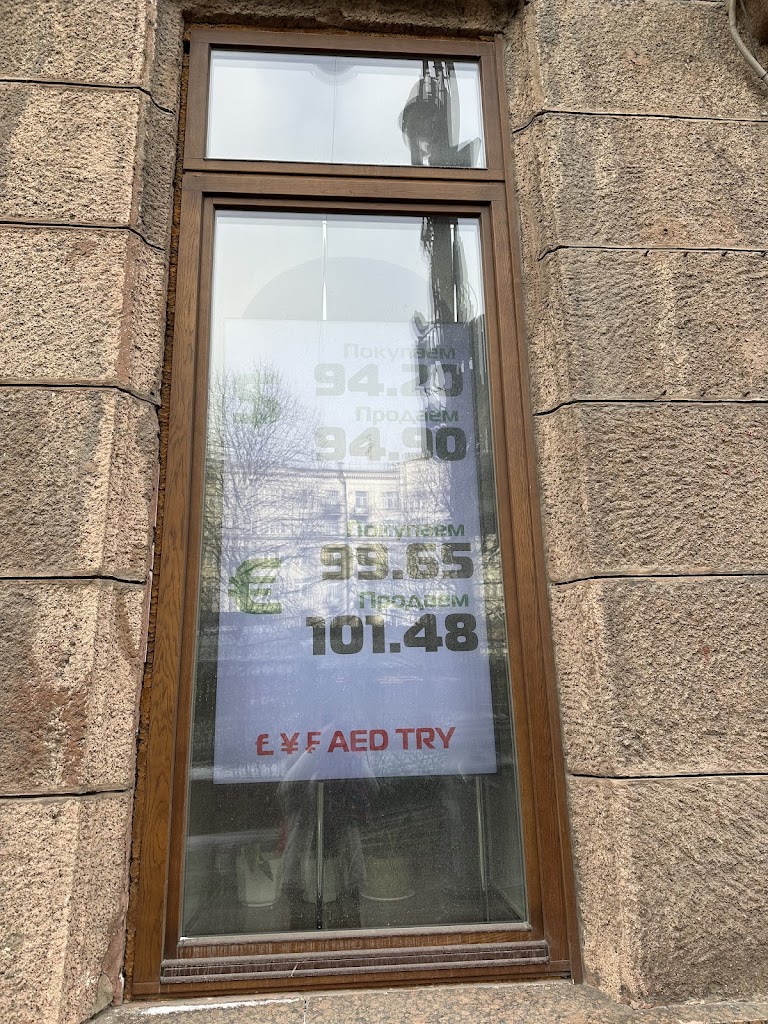 Покупаем
$ 94.20
Продаем
94.90
Покупаем
€ 99.65
Продаем
101.48
£ ¥ ₣ AED TRY